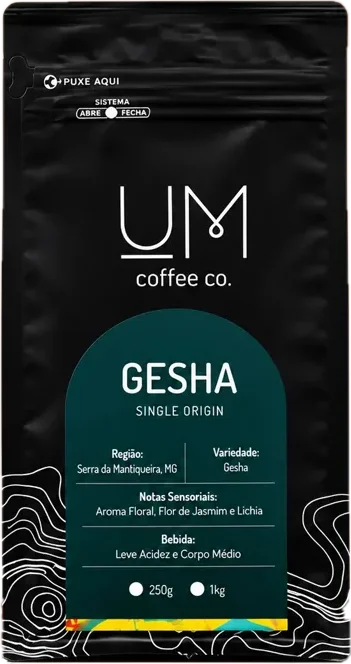 PUXE AQUI
SISTEMA
ABRE FECHA
UM
coffee co.
GESHA
SINGLE ORIGIN
Região:
Serra da Mantiqueira, MG
Variedade:
Gesha
Notas Sensoriais:
Aroma Floral, Flor de Jasmim e Lichia
Bebida:
Leve Acidez e Corpo Médio
250g 1kg